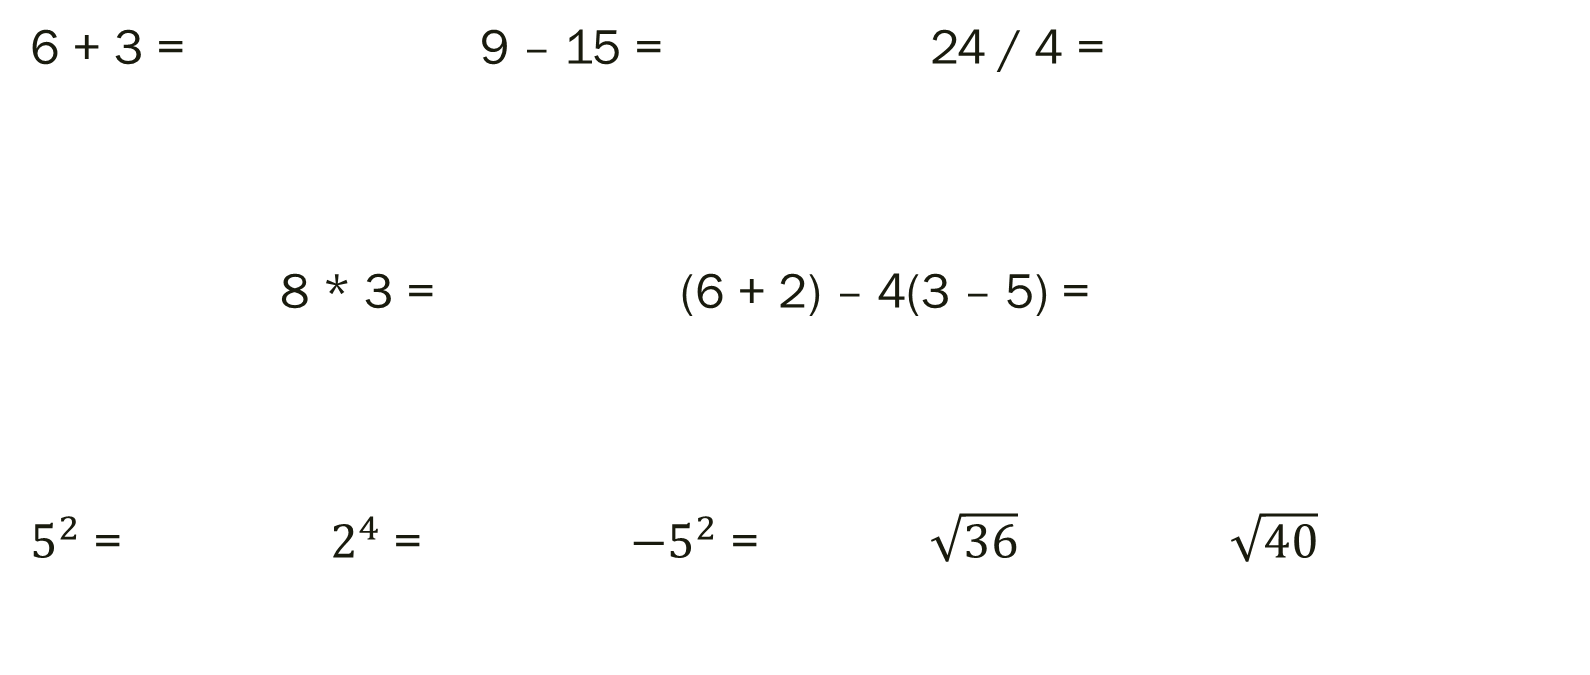 6 + 3 = 9 – 15 = 24 / 4 =
8 * 3 = (6 + 2) – 4(3 – 5) =
5² = 2⁴ = −5² = √36 √40